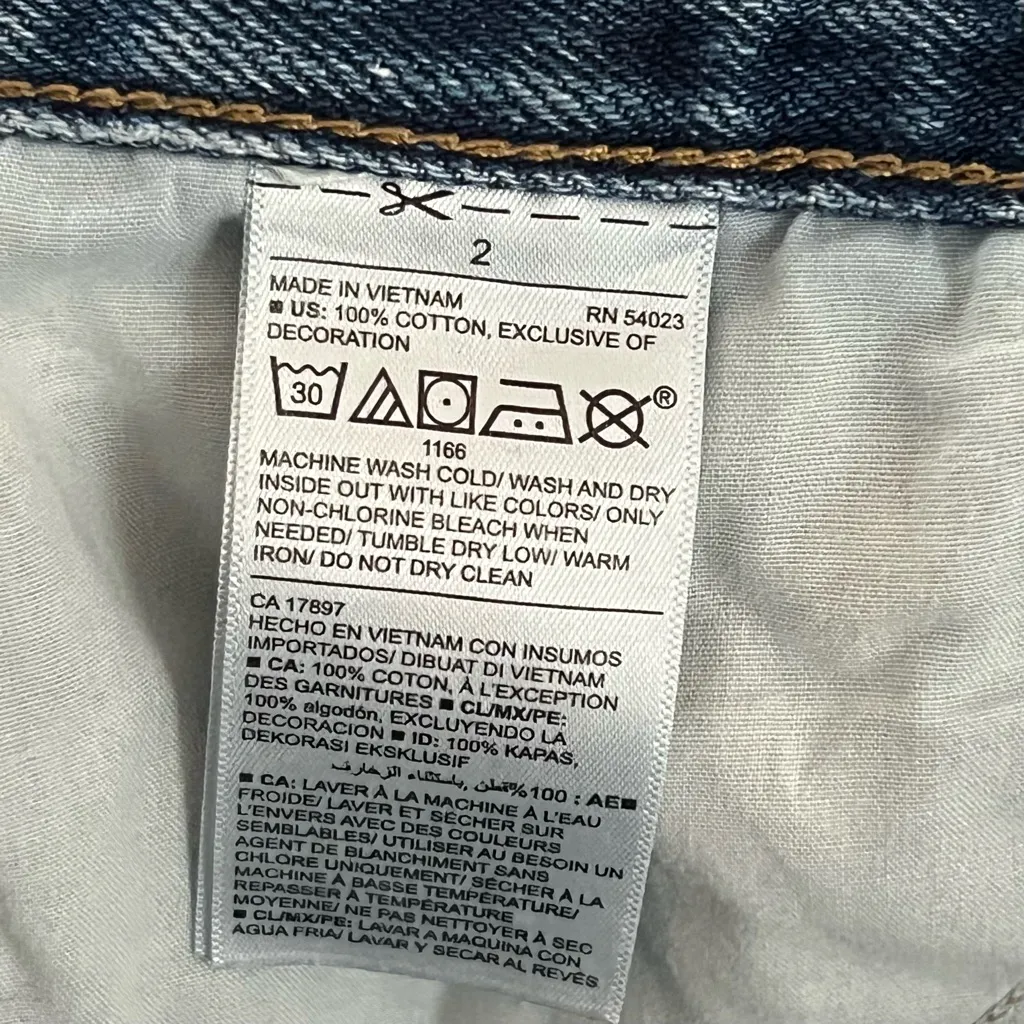 2
MADE IN VIETNAM RN 54023
■ US: 100% COTTON, EXCLUSIVE OF
DECORATION
30
®
1166
MACHINE WASH COLD/ WASH AND DRY
INSIDE OUT WITH LIKE COLORS/ ONLY
NON-CHLORINE BLEACH WHEN
NEEDED/ TUMBLE DRY LOW/ WARM
IRON/ DO NOT DRY CLEAN
CA 17897
HECHO EN VIETNAM CON INSUMOS
IMPORTADOS/ DIBUAT DI VIETNAM
■ CA: 100% COTON, À L'EXCEPTION
DES GARNITURES ■ CL/MX/PE:
100% algodón, EXCLUYENDO LA
DECORACION ■ ID: 100% KAPAS,
DEKORASI EKSKLUSIF
■AE : 100%قطن, باستثناء الزخارف
■ CA: LAVER À LA MACHINE À L'EAU
FROIDE/ LAVER ET SÉCHER SUR
L'ENVERS AVEC DES COULEURS
SEMBLABLES/ UTILISER AU BESOIN UN
AGENT DE BLANCHIMENT SANS
CHLORE UNIQUEMENT/ SÉCHER À LA
MACHINE À BASSE TEMPÉRATURE/
REPASSER À TEMPÉRATURE
MOYENNE/ NE PAS NETTOYER À SEC
■ CL/MX/PE: LAVAR A MAQUINA CON
AGUA FRIA/ LAVAR Y SECAR AL REVÉS